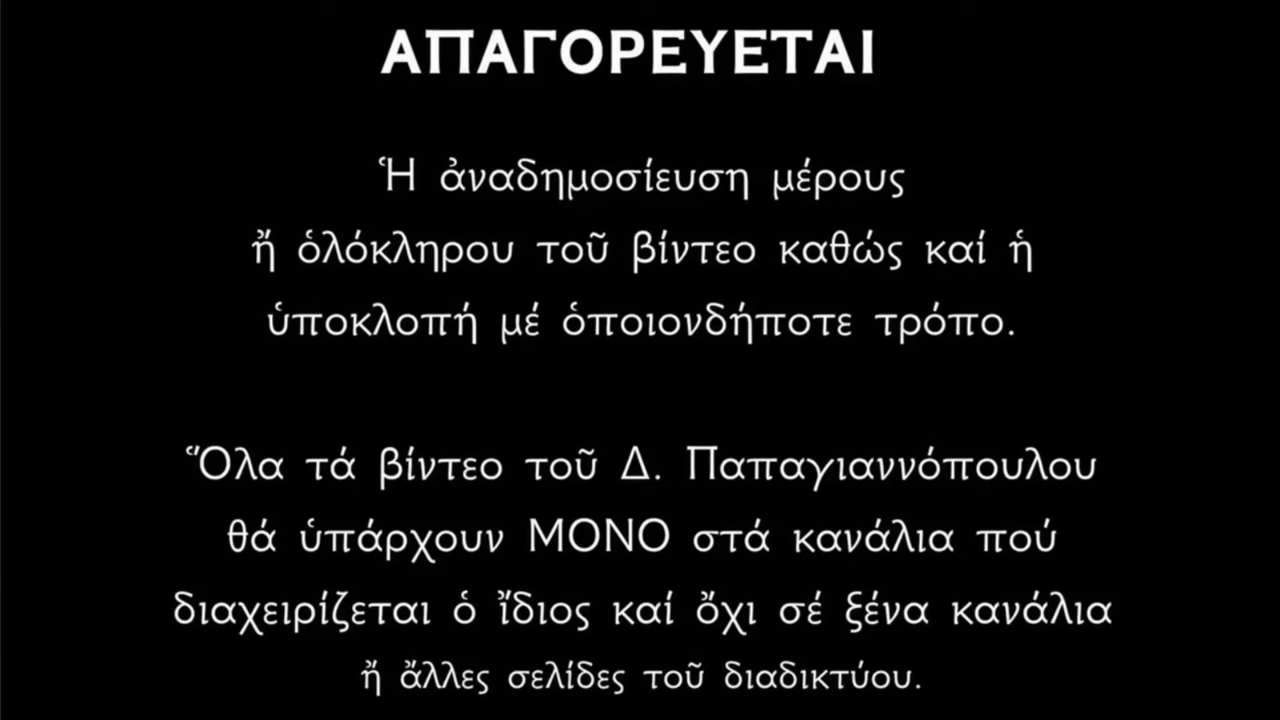 ΑΠΑΓΟΡΕΥΕΤΑΙ
Ἡ ἀναδημοσίευση μέρους
ἤ ὁλόκληρου τοῦ βίντεο καθώς καί ἡ
ὑποκλοπή μέ ὁποιονδήποτε τρόπο.
Ὅλα τά βίντεο τοῦ Δ. Παπαγιαννόπουλου
θά ὑπάρχουν ΜΟΝΟ στά κανάλια πού
διαχειρίζεται ὁ ἴδιος καί ὄχι σέ ξένα κανάλια
ἤ ἄλλες σελίδες τοῦ διαδικτύου.